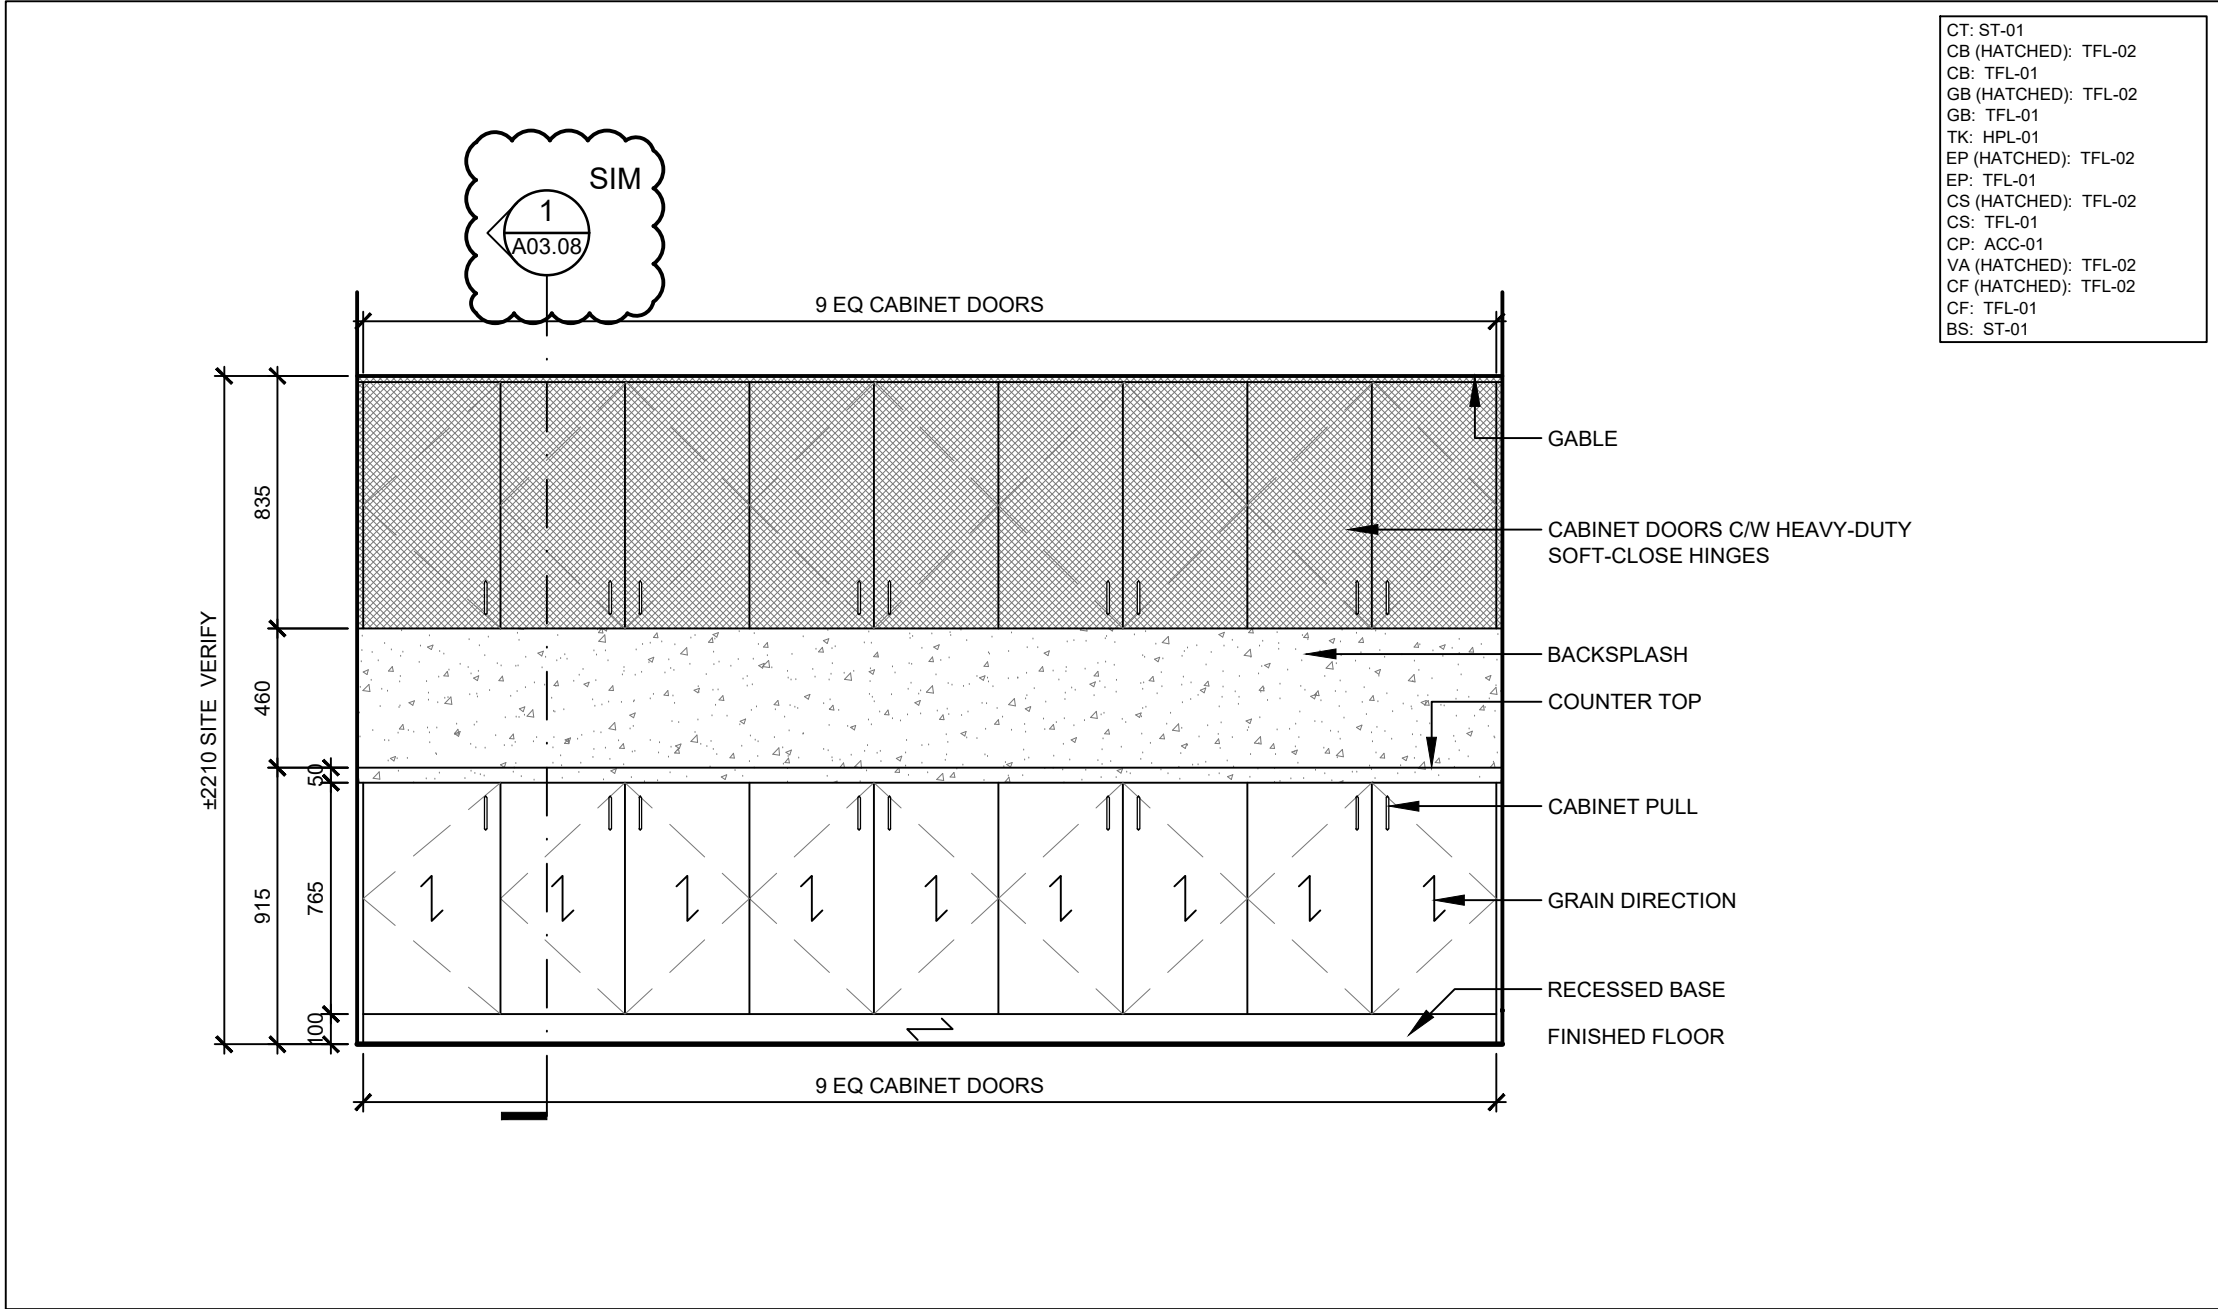 CT: ST-01
CB (HATCHED): TFL-02
CB: TFL-01
GB (HATCHED): TFL-02
GB: TFL-01
TK: HPL-01
EP (HATCHED): TFL-02
EP: TFL-01
CS (HATCHED): TFL-02
CS: TFL-01
CP: ACC-01
VA (HATCHED): TFL-02
CF (HATCHED): TFL-02
CF: TFL-01
BS: ST-01
SIM
1
A03.08
9 EQ CABINET DOORS
GABLE
835
CABINET DOORS C/W HEAVY-DUTY
SOFT-CLOSE HINGES
±2210 SITE VERIFY
BACKSPLASH
460
COUNTER TOP
50
CABINET PULL
915
765
GRAIN DIRECTION
RECESSED BASE
100
FINISHED FLOOR
9 EQ CABINET DOORS